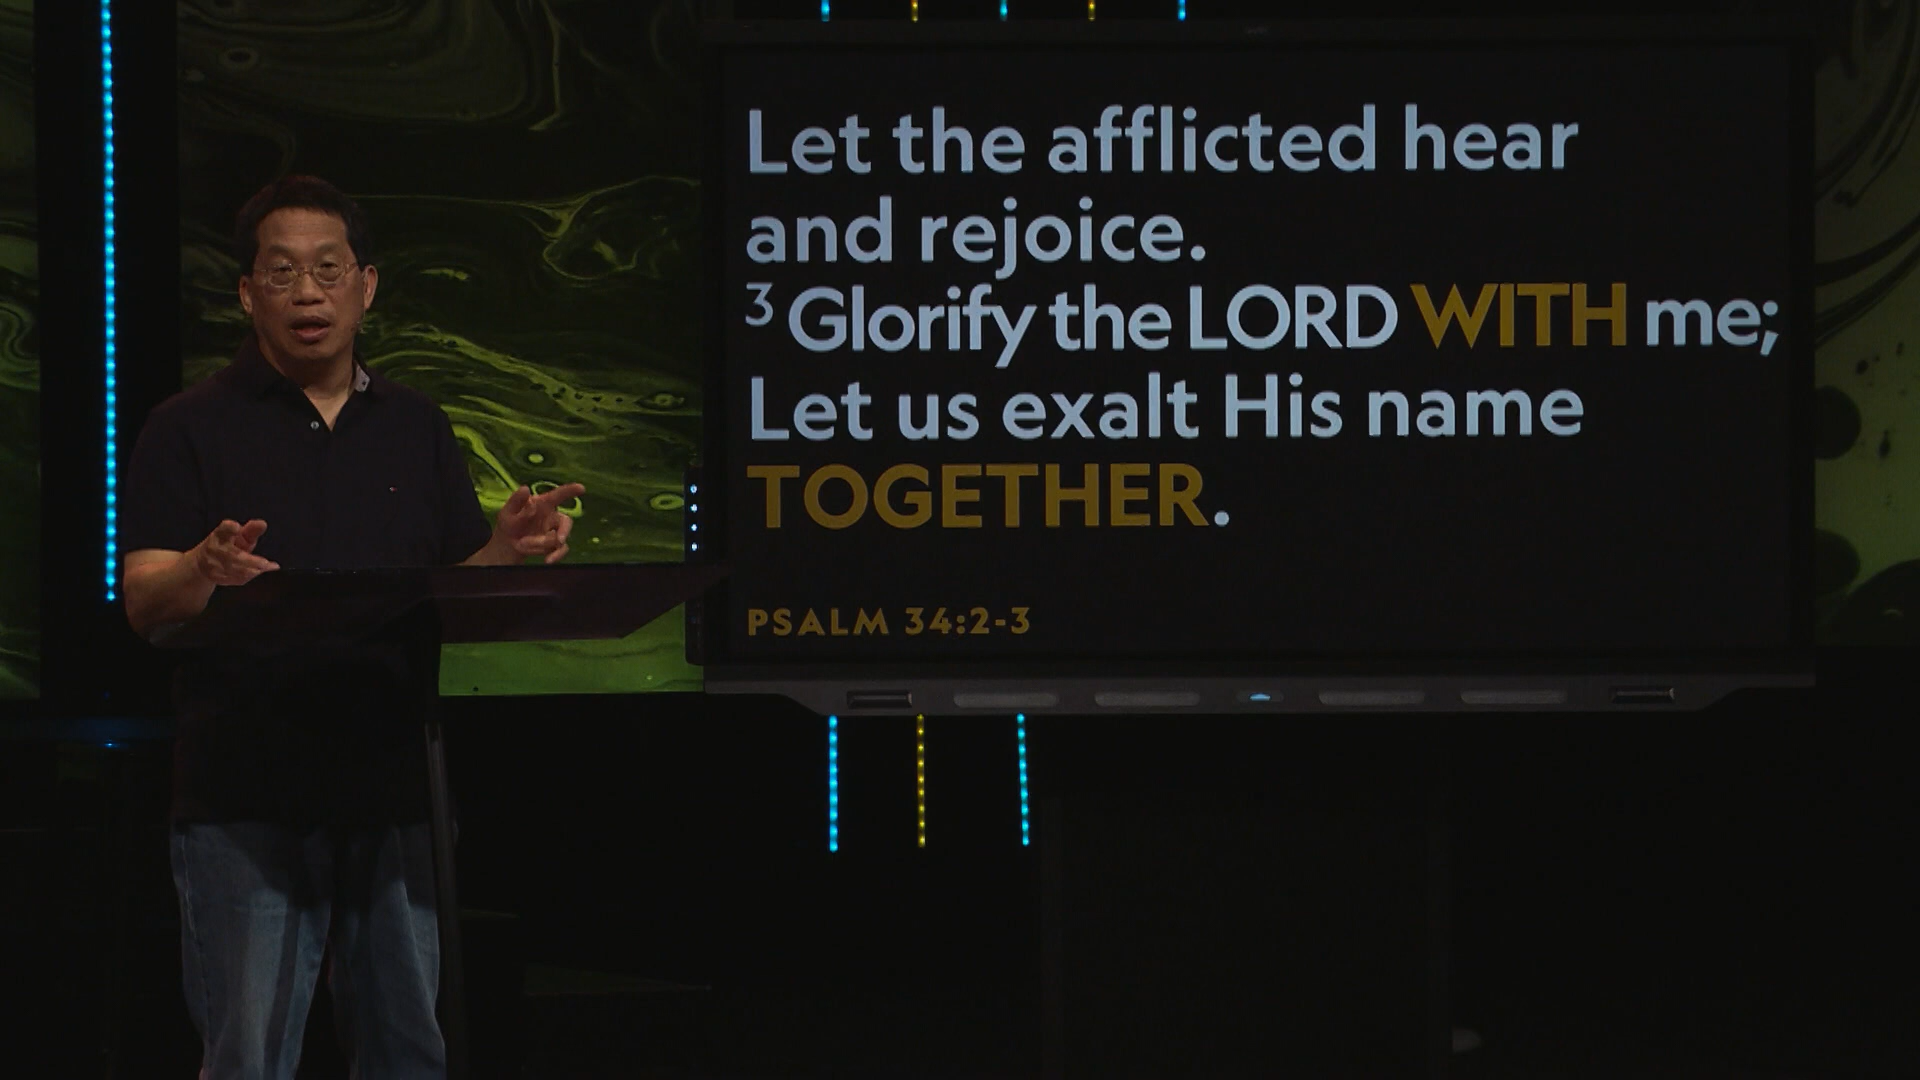 Let the afflicted hear
and rejoice.
3 Glorify the LORD WITH me;
Let us exalt His name
TOGETHER.
PSALM 34:2-3